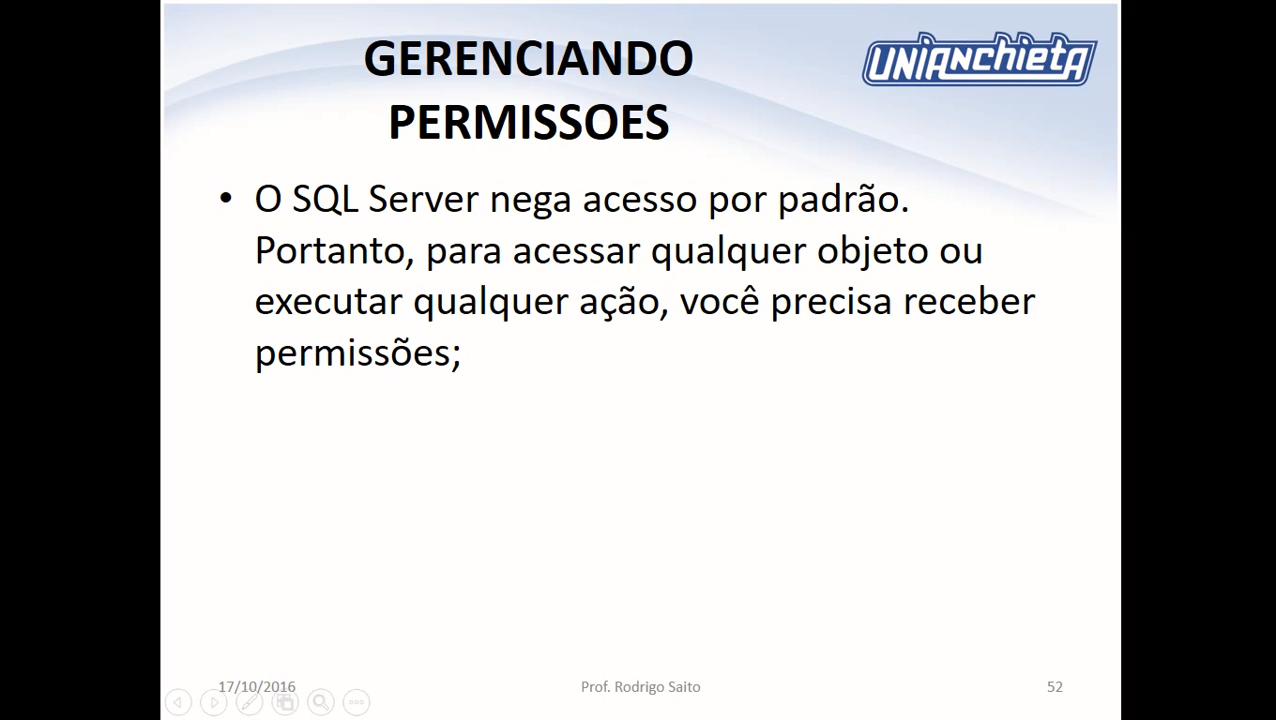 GERENCIANDO
PERMISSOES
UNIANCHIETA
• O SQL Server nega acesso por padrão.
Portanto, para acessar qualquer objeto ou
executar qualquer ação, você precisa receber
permissões;
17/10/2016
Prof. Rodrigo Saito
52